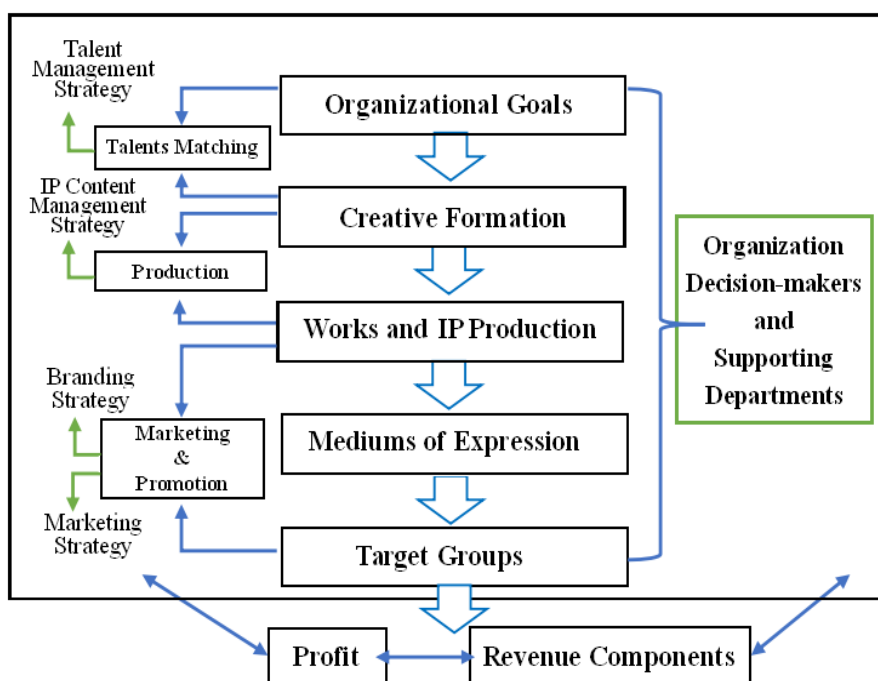 Talent
Management
Strategy
Organizational Goals
Talents Matching
IP Content
Management
Strategy
Creative Formation
Production
Organization
Decision-makers
and
Supporting
Departments
Works and IP Production
Branding
Strategy
Marketing
&
Promotion
Mediums of Expression
Marketing
Strategy
Target Groups
Profit
Revenue Components